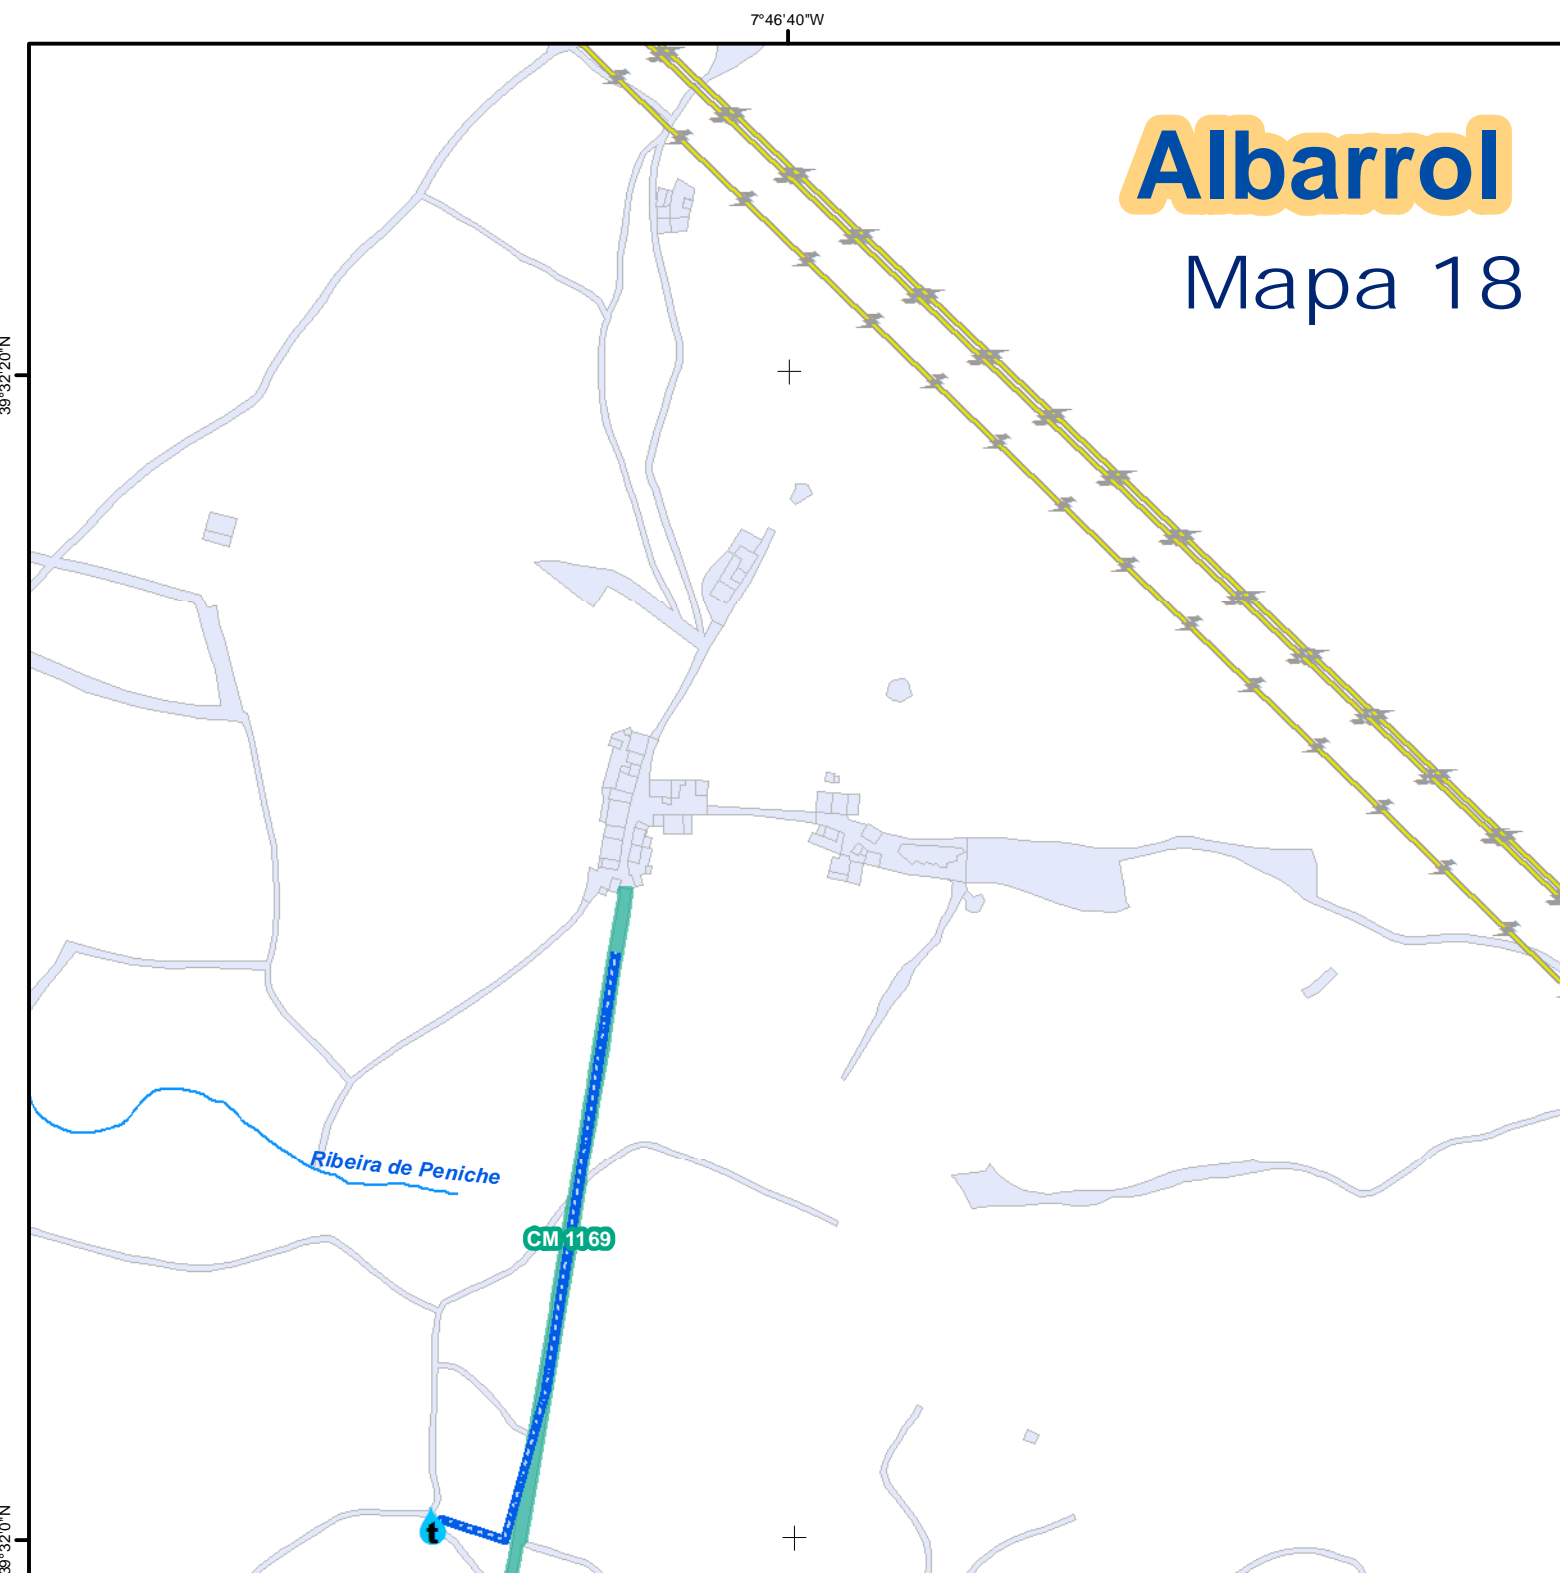 7°46'40"W
Albarrol
Mapa 18
39°32'20"N
Ribeira de Peniche
CM 1169
39°32'0"N
t